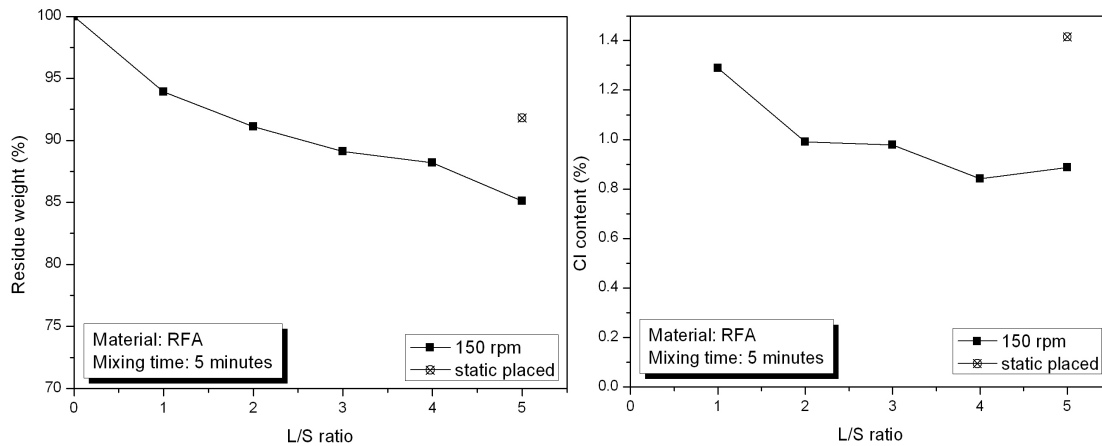 100
95
90
85
80
75
70
Residue weight (%)
Material: RFA
Mixing time: 5 minutes
150 rpm
static placed
0 1 2 3 4 5
L/S ratio
1.4
1.2
1.0
0.8
0.6
0.4
0.2
0.0
Cl content (%)
Material: RFA
Mixing time: 5 minutes
150 rpm
static placed
0 1 2 3 4 5
L/S ratio